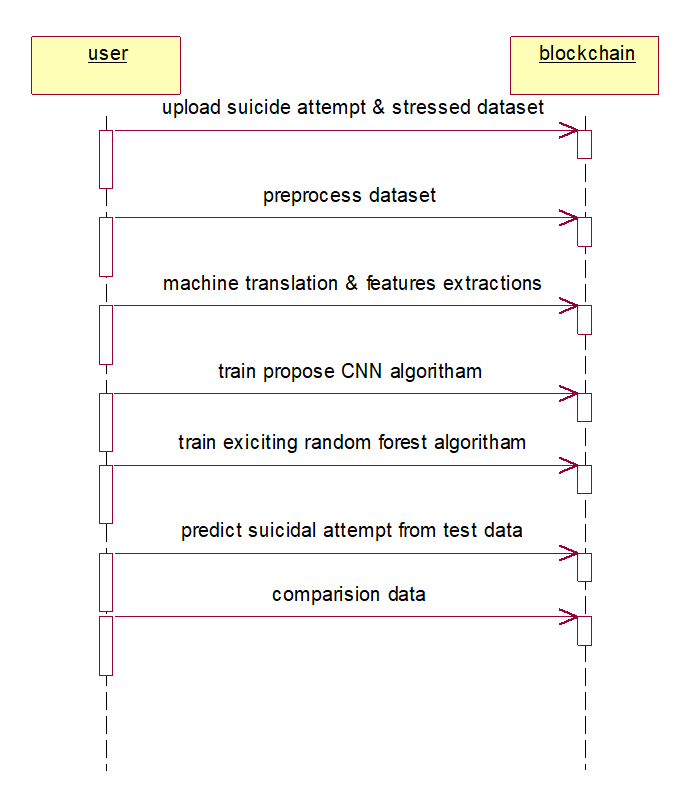 user
blockchain
upload suicide attempt & stressed dataset
preprocess dataset
machine translation & features extractions
train propose CNN algoritham
train exiciting random forest algoritham
predict suicidal attempt from test data
comparision data